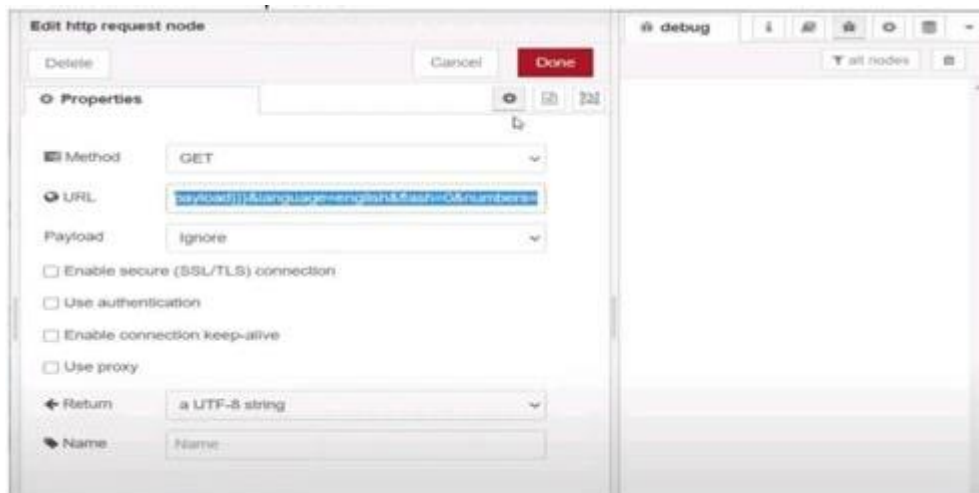 Edit http request node
debug
i
all nodes
Delete
Cancel
Done
Properties
Method
GET
URL
payload}}}&language=english&flash=0&numbers=
Payload
Ignore
Enable secure (SSL/TLS) connection
Use authentication
Enable connection keep-alive
Use proxy
Return
a UTF-8 string
Name
Name